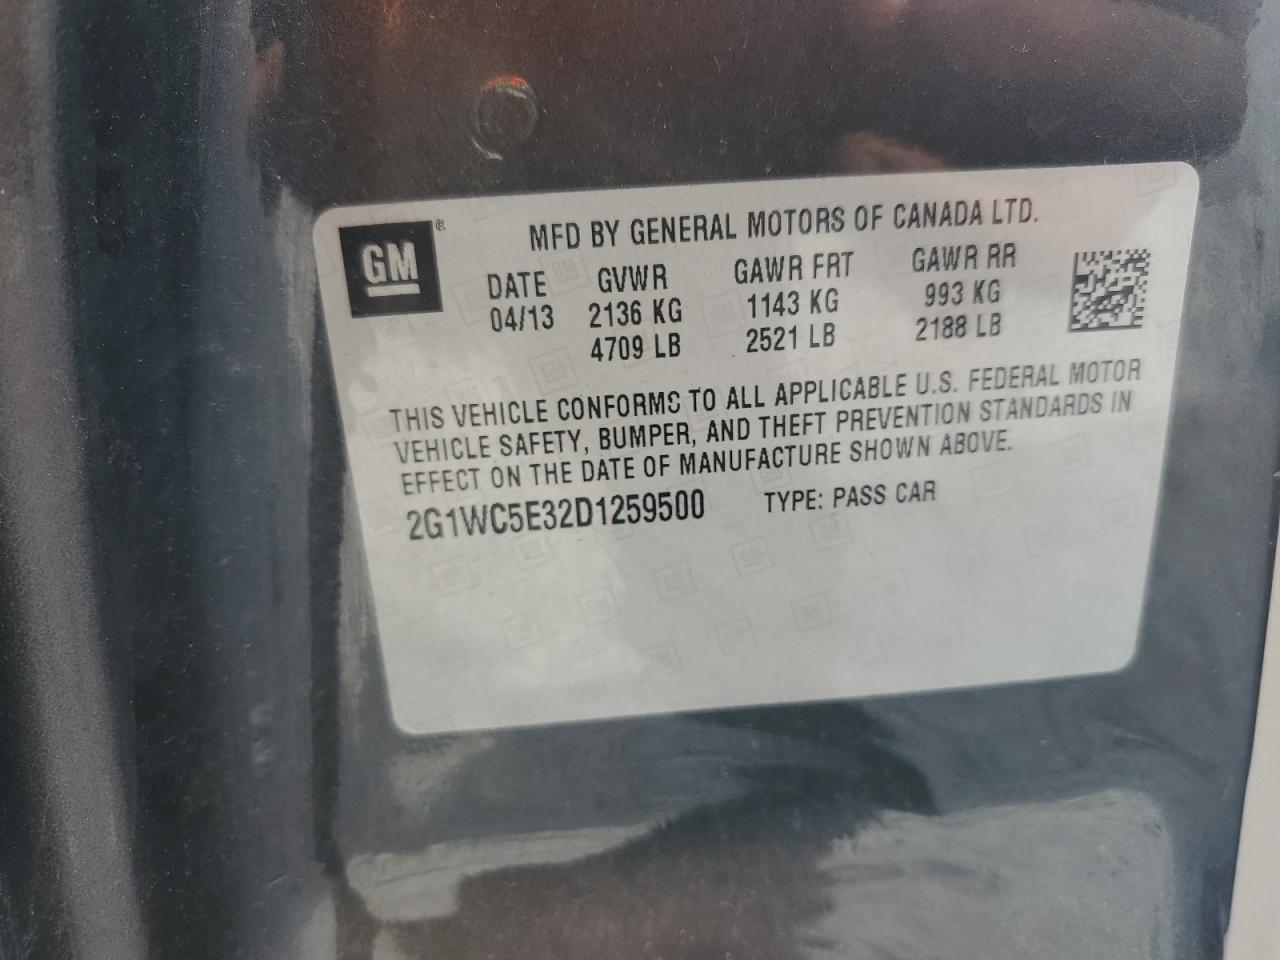 GM ®
MFD BY GENERAL MOTORS OF CANADA LTD.
DATE GVWR GAWR FRT GAWR RR
04/13 2136 KG 1143 KG 993 KG
4709 LB 2521 LB 2188 LB
THIS VEHICLE CONFORMS TO ALL APPLICABLE U.S. FEDERAL MOTOR
VEHICLE SAFETY, BUMPER, AND THEFT PREVENTION STANDARDS IN
EFFECT ON THE DATE OF MANUFACTURE SHOWN ABOVE.
2G1WC5E32D1259500 TYPE: PASS CAR